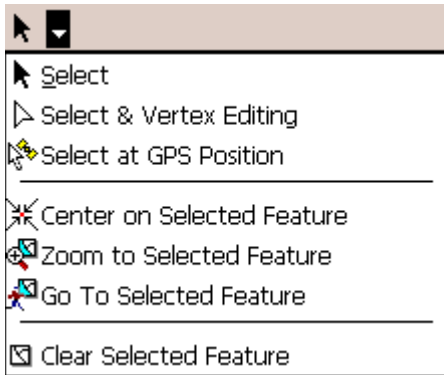 Select
Select & Vertex Editing
Select at GPS Position
Center on Selected Feature
Zoom to Selected Feature
Go To Selected Feature
Clear Selected Feature